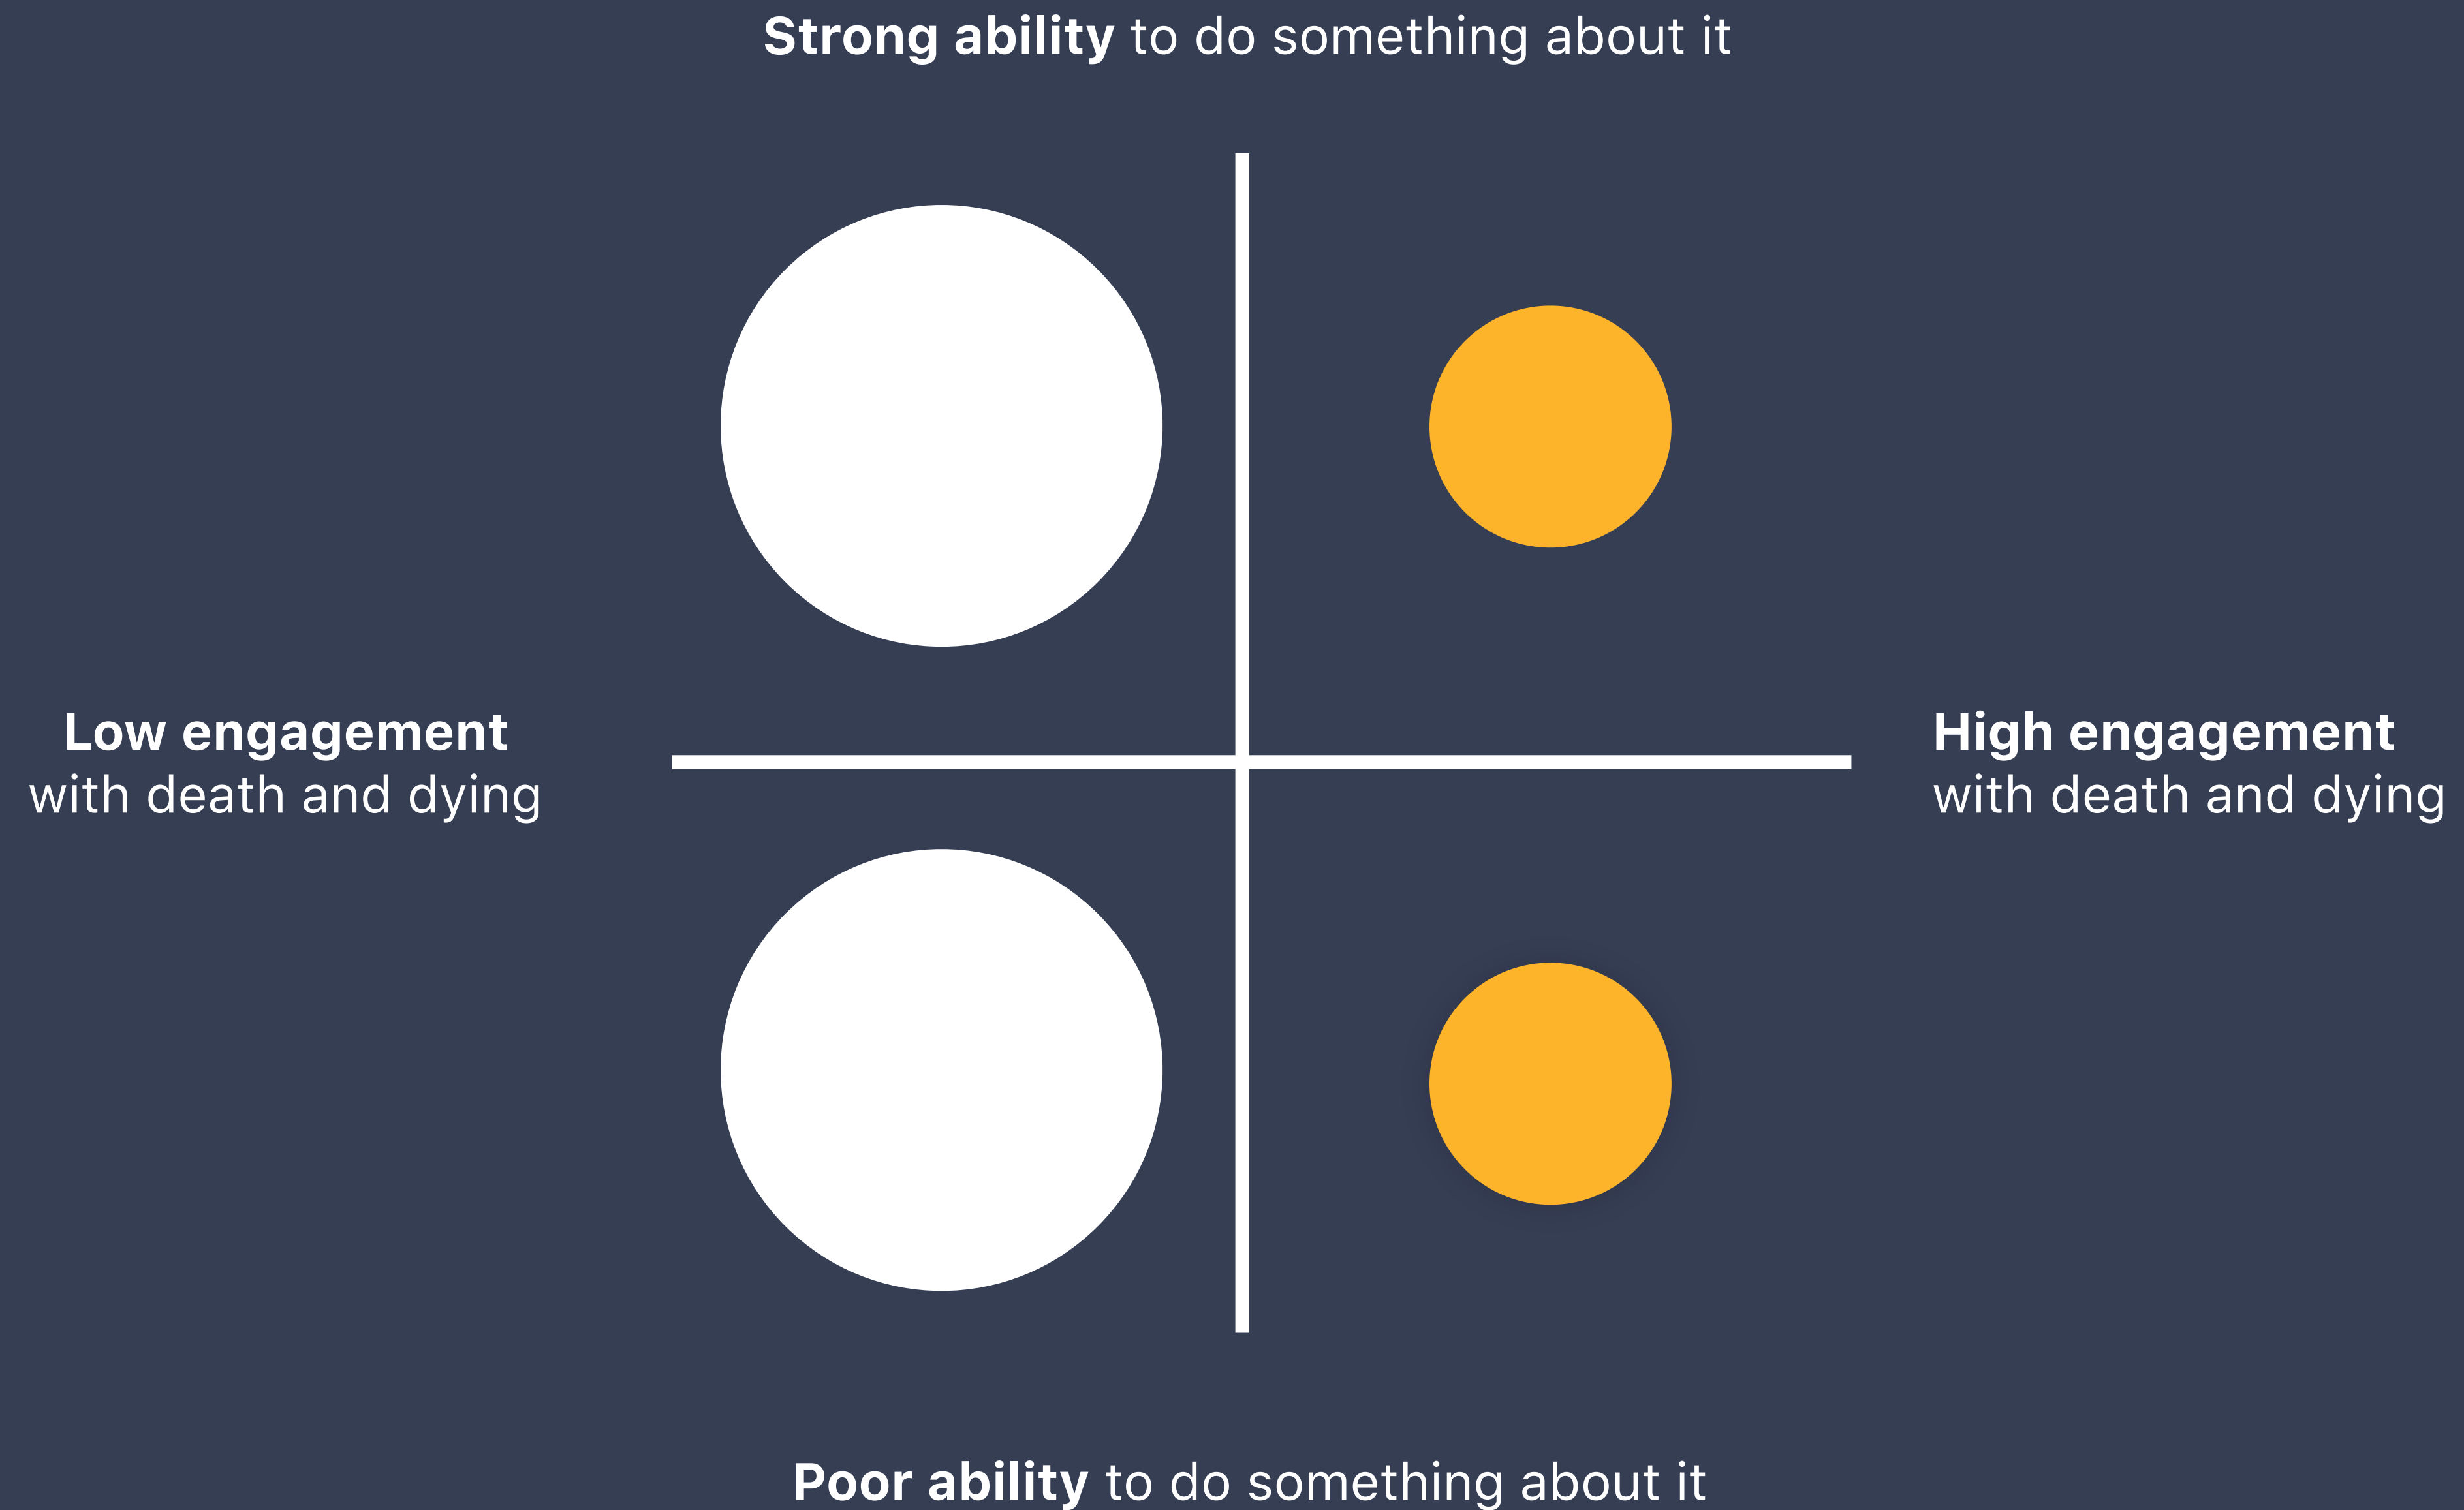 Strong ability to do something about it
Low engagement
with death and dying
High engagement
with death and dying
Poor ability to do something about it